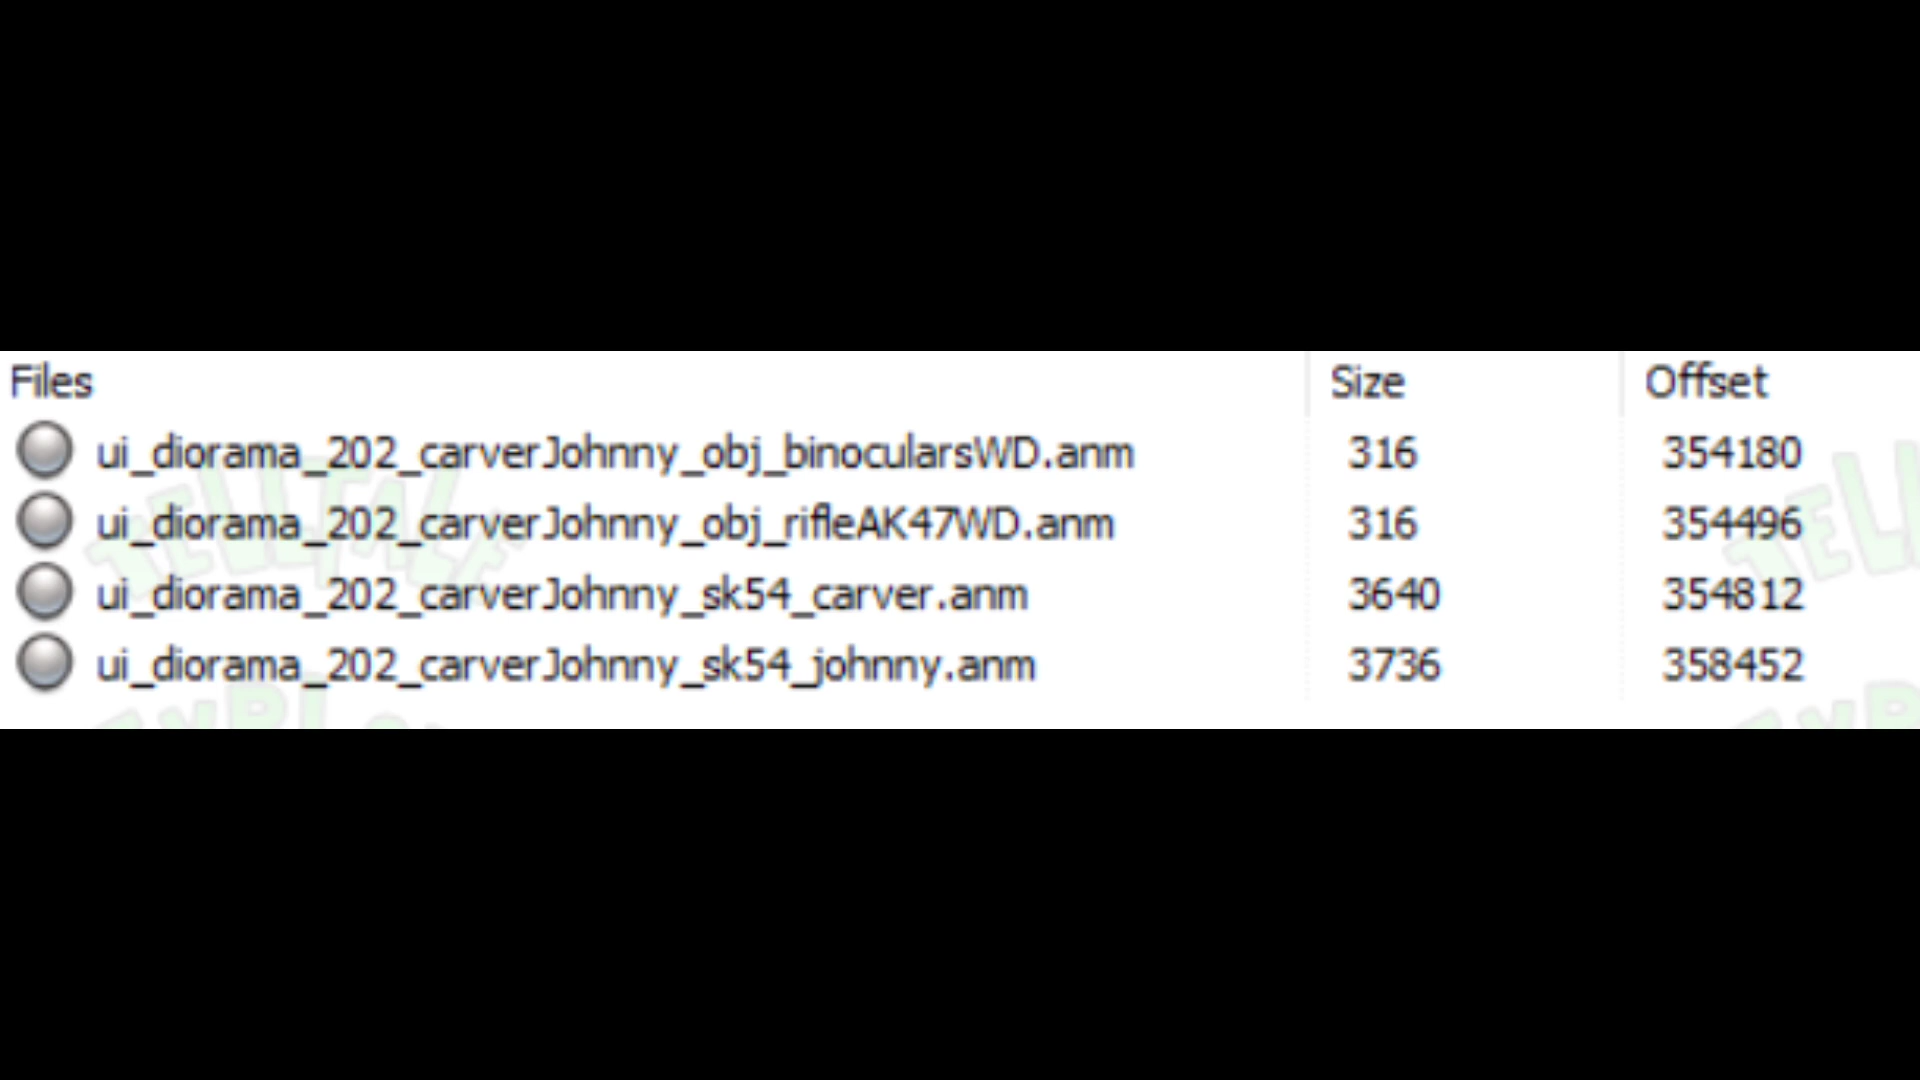 Files Size Offset
ui_diorama_202_carverJohnny_obj_binocularsWD.anm 316 354180
ui_diorama_202_carverJohnny_obj_rifleAK47WD.anm 316 354496
ui_diorama_202_carverJohnny_sk54_carver.anm 3640 354812
ui_diorama_202_carverJohnny_sk54_johnny.anm 3736 358452
TELLTALE